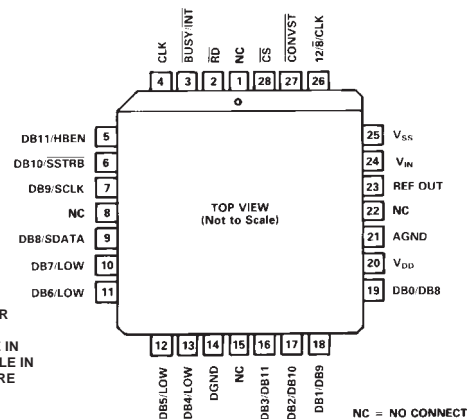 CLK
BUSY/INT
RD
NC
CS
CONVST
12/8/CLK
4
3
2
1
28
27
26
DB11/HBEN 5
DB10/SSTRB 6
DB9/SCLK 7
NC 8
DB8/SDATA 9
DB7/LOW 10
DB6/LOW 11
TOP VIEW
(Not to Scale)
25 VSS
24 VIN
23 REF OUT
22 NC
21 AGND
20 VDD
19 DB0/DB8
12
13
14
15
16
17
18
DB5/LOW
DB4/LOW
DGND
NC
DB3/DB11
DB2/DB10
DB1/DB9
R
E IN
LE IN
RE
NC = NO CONNECT